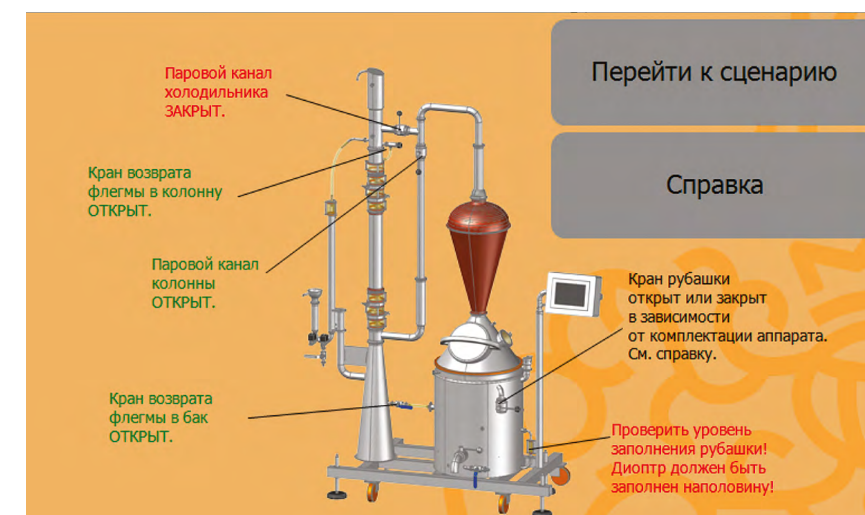 Перейти к сценарию
Справка
Паровой канал
холодильника
ЗАКРЫТ.
Кран возврата
флегмы в колонну
ОТКРЫТ.
Паровой канал
колонны
ОТКРЫТ.
Кран рубашки
открыт или закрыт
в зависимости
от комплектации аппарата.
См. справку.
Кран возврата
флегмы в бак
ОТКРЫТ.
Проверить уровень
заполнения рубашки!
Диоптр должен быть
заполнен наполовину!